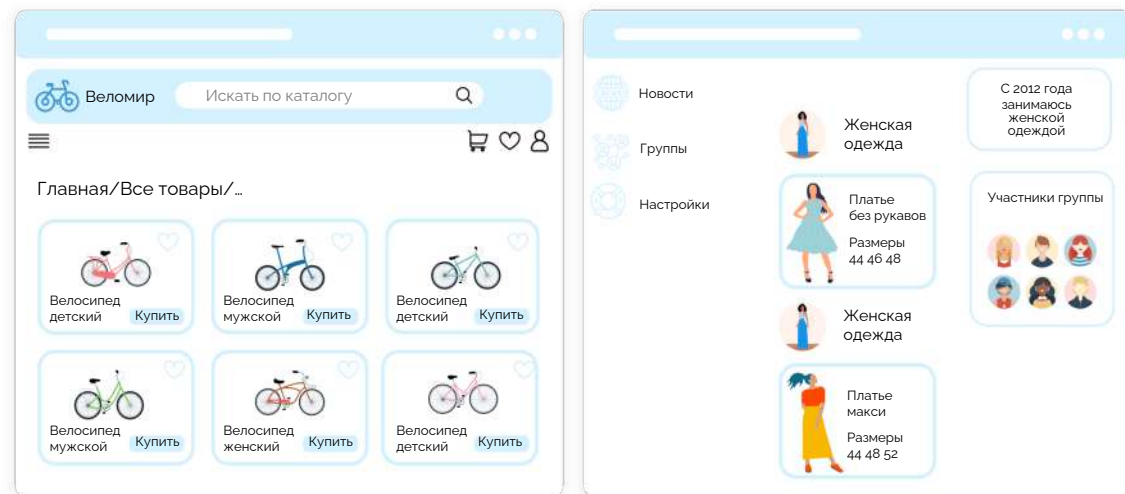 Веломир
Искать по каталогу
Главная/Все товары/...
Велосипед
детский
Купить
Велосипед
мужской
Купить
Велосипед
детский
Купить
Велосипед
мужской
Купить
Велосипед
женский
Купить
Велосипед
детский
Купить
Новости
Группы
Настройки
Женская
одежда
Платье
без рукавов
Размеры
44 46 48
Женская
одежда
Платье
макси
Размеры
44 48 52
С 2012 года
занимаюсь
женской
одеждой
Участники группы